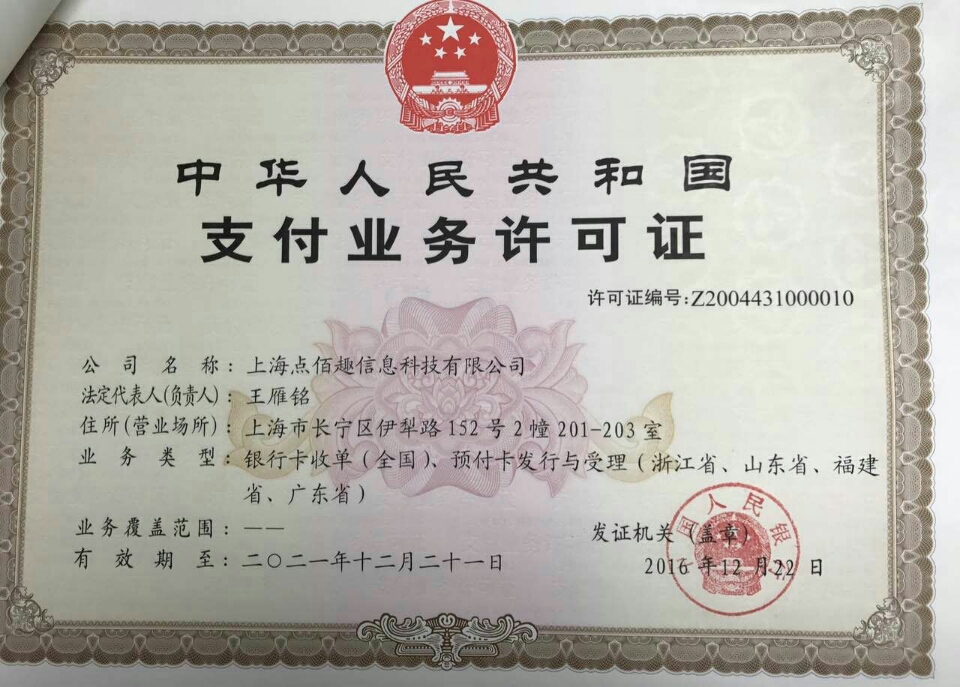 中华人民共和国
支付业务许可证
许可证编号:Z2004431000010
公司名称：上海点佰趣信息科技有限公司
法定代表人(负责人)：王雁铭
住所(营业场所)：上海市长宁区伊犁路152号2幢201-203室
业务类型：银行卡收单（全国）、预付卡发行与受理（浙江省、山东省、福建
省、广东省）
业务覆盖范围：——
有效期至：二〇二一年十二月二十一日
发证机关（盖章）
2016年12月22日
中国人民银行